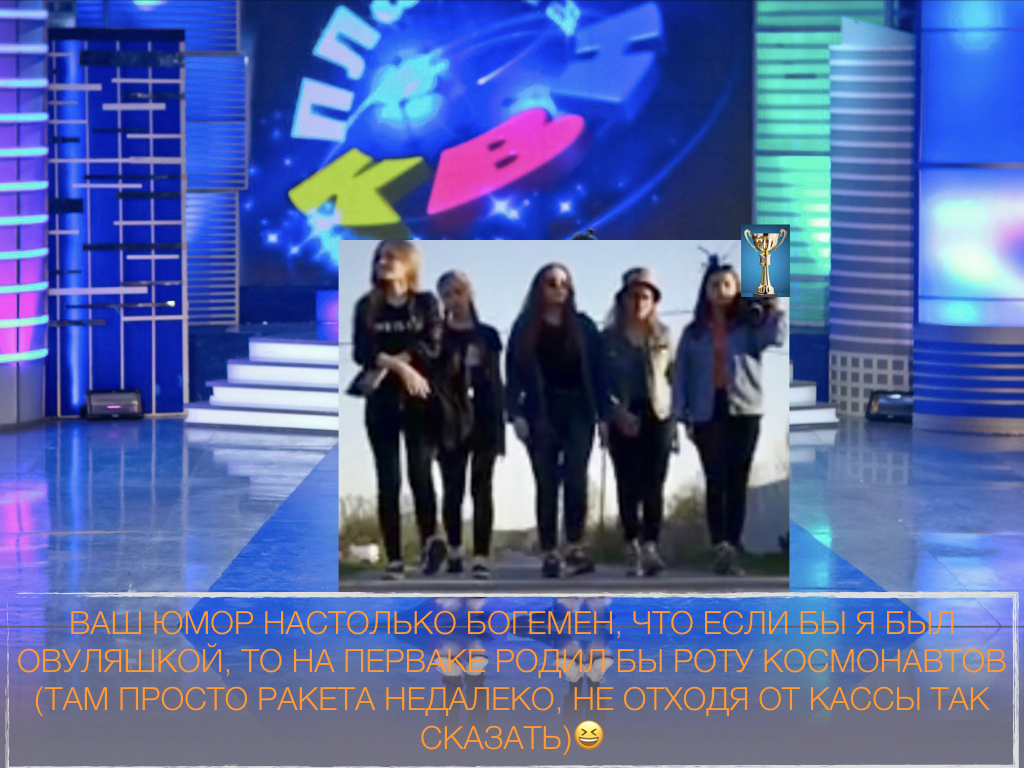 ПЛ
КВН
ВАШ ЮМОР НАСТОЛЬКО БОГЕМЕН, ЧТО ЕСЛИ БЫ Я БЫЛ
ОВУЛЯШКОЙ, ТО НА ПЕРВАКЕ РОДИЛ БЫ РОТУ КОСМОНАВТОВ
(ТАМ ПРОСТО РАКЕТА НЕДАЛЕКО, НЕ ОТХОДЯ ОТ КАССЫ ТАК
СКАЗАТЬ)😆